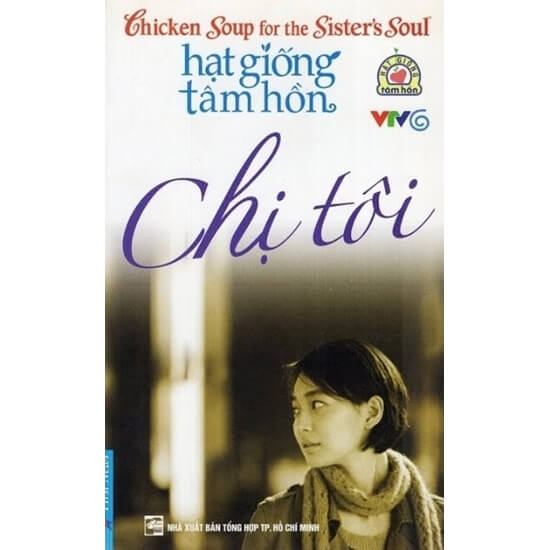 Chicken Soup for the Sister's Soul
hạt giống
tâm hồn
HẠT GIỐNG
tâm hồn
VTV6
Chị tôi
NHÀ XUẤT BẢN TỔNG HỢP TP. HỒ CHÍ MINH